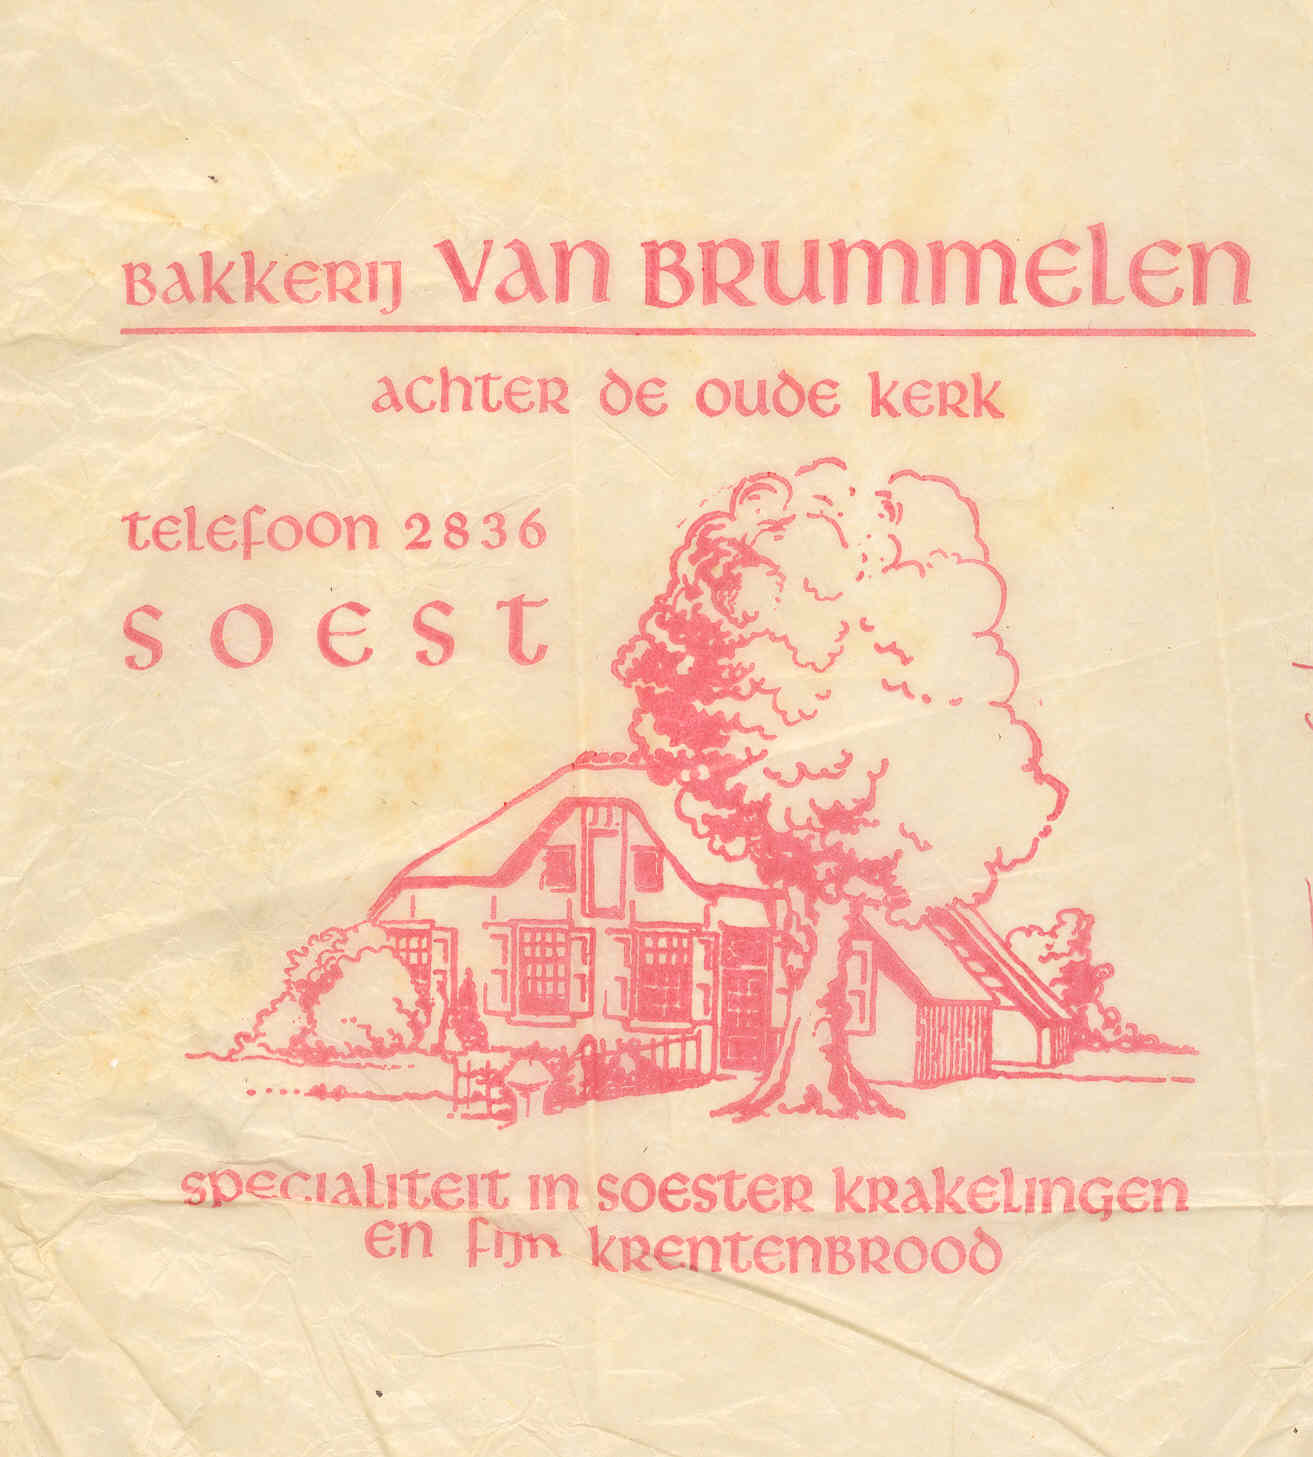 Bakkerij van Brummelen
achter de oude kerk
telefoon 2836
Soest
specialiteit in soester krakelingen
en fijn krentenbrood